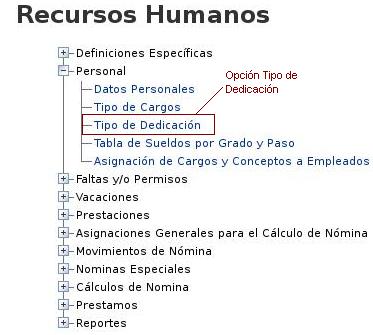 Recursos Humanos
Definiciones Específicas
Personal
Opción Tipo de
Dedicación
Datos Personales
Tipo de Cargos
Tipo de Dedicación
Tabla de Sueldos por Grado y Paso
Asignación de Cargos y Conceptos a Empleados
Faltas y/o Permisos
Vacaciones
Prestaciones
Asignaciones Generales para el Cálculo de Nómina
Movimientos de Nómina
Nominas Especiales
Cálculos de Nomina
Prestamos
Reportes